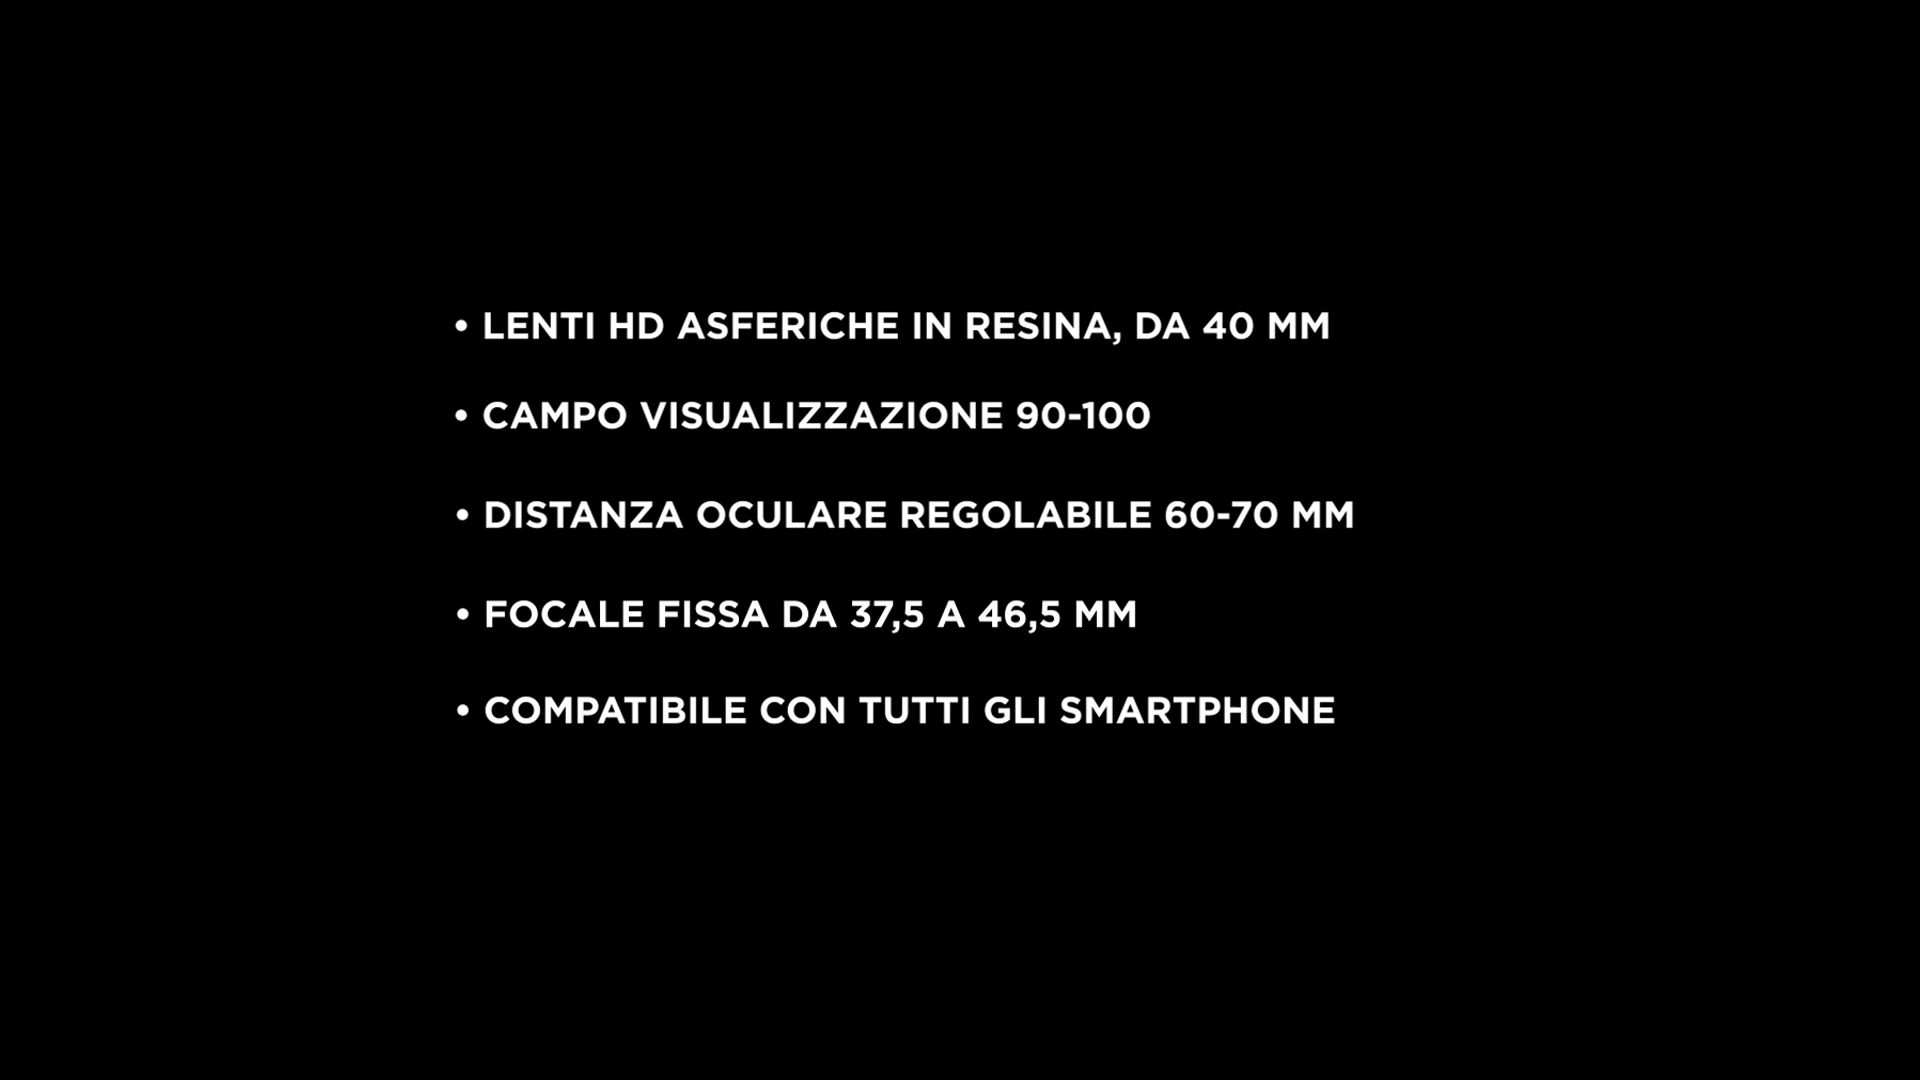 • LENTI HD ASFERICHE IN RESINA, DA 40 MM
• CAMPO VISUALIZZAZIONE 90-100
• DISTANZA OCULARE REGOLABILE 60-70 MM
• FOCALE FISSA DA 37,5 A 46,5 MM
• COMPATIBILE CON TUTTI GLI SMARTPHONE